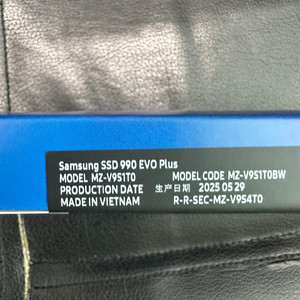 Samsung SSD 990 EVO Plus
MODEL MZ-V9S1T0 MODEL CODE MZ-V9S1T0BW
PRODUCTION DATE 生产日期 2025 05 29
MADE IN VIETNAM R-R-SEC-MZ-V9S4T0